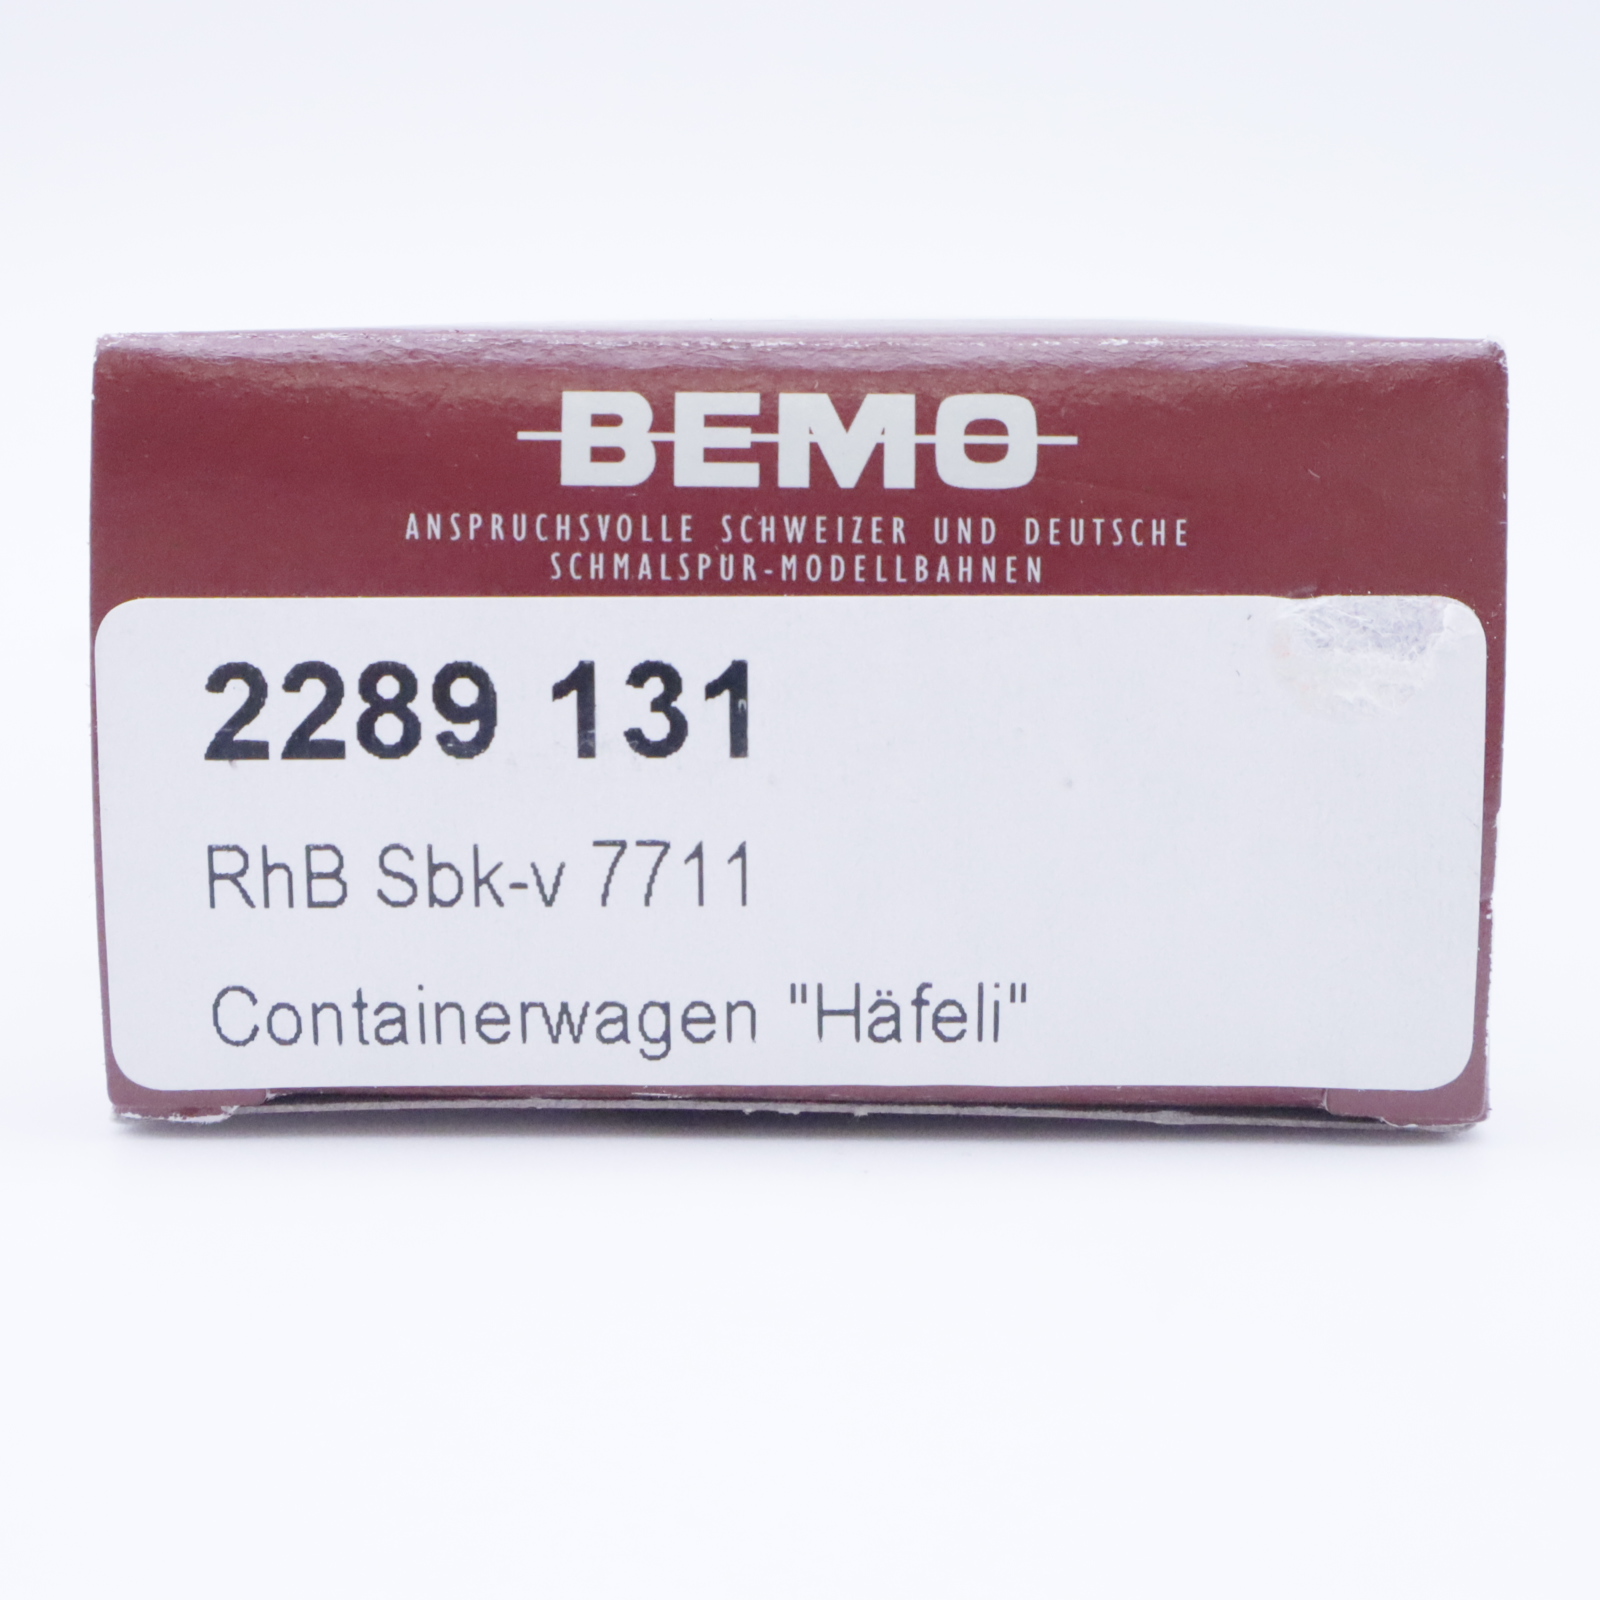 BEMO
ANSPRUCHSVOLLE SCHWEIZER UND DEUTSCHE
SCHMALSPUR-MODELLBAHNEN
2289 131
RhB Sbk-v 7711
Containerwagen "Häfeli"